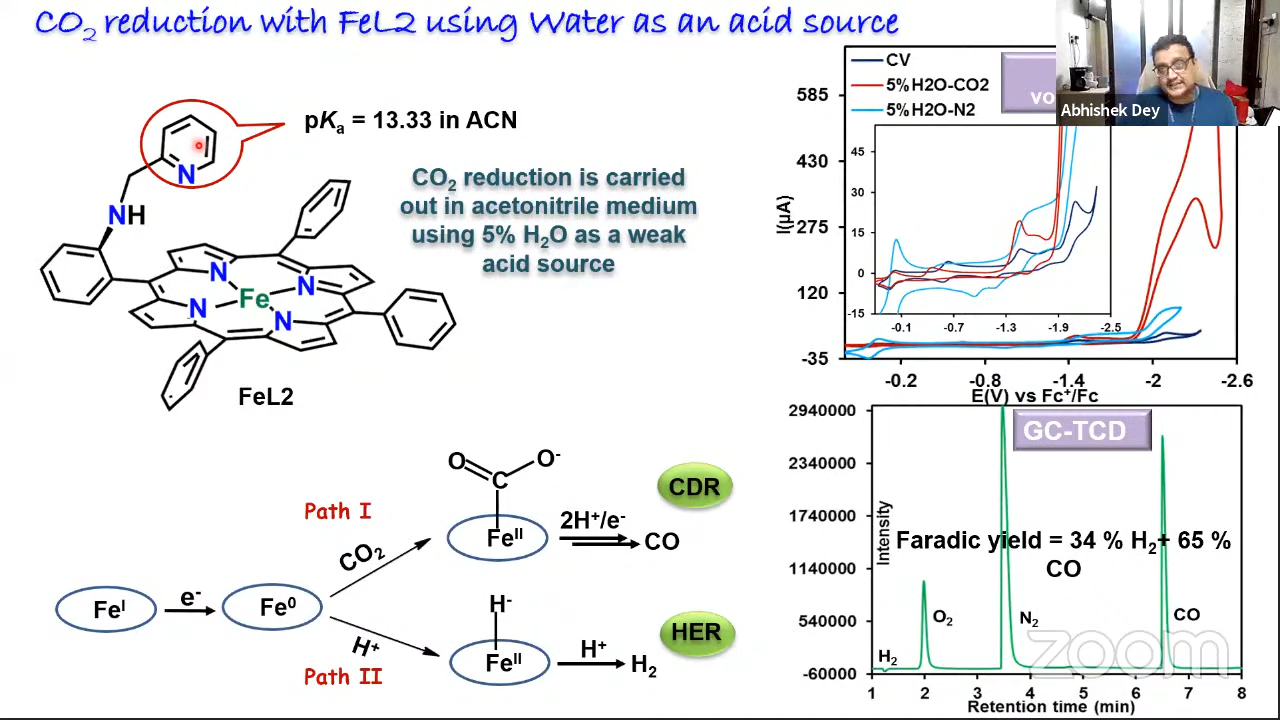 CO2 reduction with FeL2 using Water as an acid source
pKa = 13.33 in ACN
N
NH
CO2 reduction is carried
out in acetonitrile medium
using 5% H2O as a weak
acid source
N
N
Fe
N
N
FeL2
CV
5%H2O-CO2
5%H2O-N2
vo
Abhishek Dey
585
430
275
120
-35
I(µA)
45
30
15
0
-15
-0.1
-0.7
-1.3
-1.9
-2.5
-0.2
-0.8
-1.4
-2
-2.6
E(V) vs Fc+/Fc
O
O-
C
FeII
Path I
CO2
2H+/e-
CO
CDR
FeI
e-
Fe0
H+
Path II
H-
FeII
H+
H2
HER
GC-TCD
2940000
2340000
1740000
1140000
540000
-60000
Intensity
Faradic yield = 34 % H2+ 65 %
CO
H2
O2
N2
CO
zoom
1
2
3
4
5
6
7
8
Retention time (min)